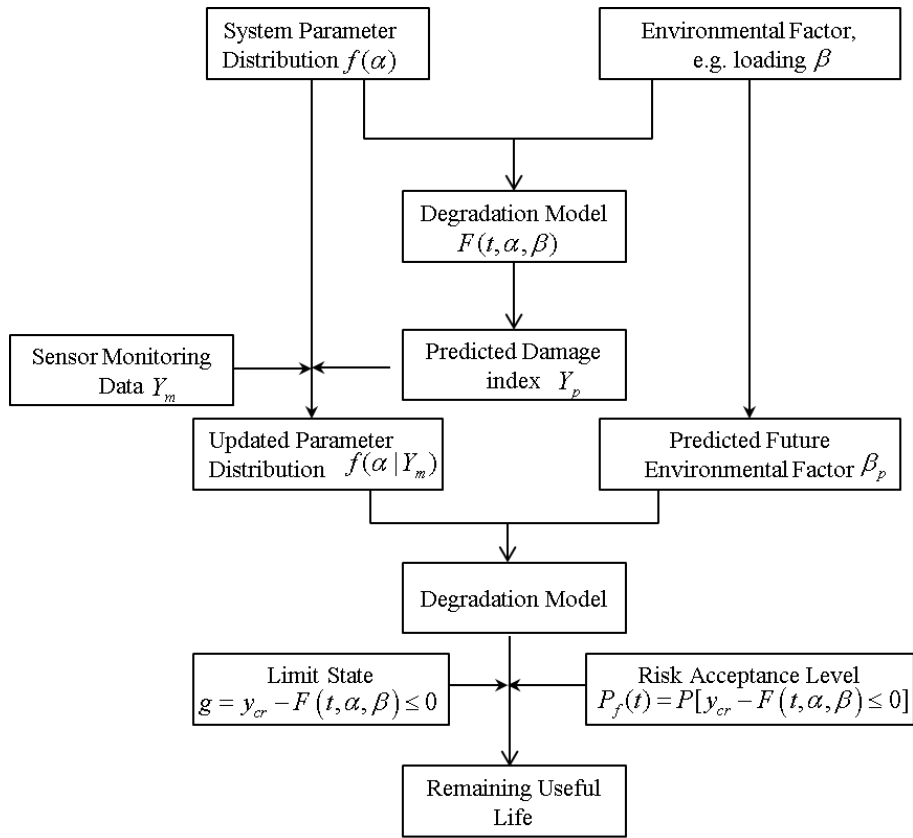 System Parameter
Distribution f(α)
Environmental Factor,
e.g. loading β
Degradation Model
F(t,α,β)
Sensor Monitoring
Data Y_m
Predicted Damage
index Y_p
Updated Parameter
Distribution f(α|Y_m)
Predicted Future
Environmental Factor β_p
Degradation Model
Limit State
g = y_cr − F(t,α,β) ≤ 0
Risk Acceptance Level
P_f(t) = P[y_cr − F(t,α,β) ≤ 0]
Remaining Useful
Life